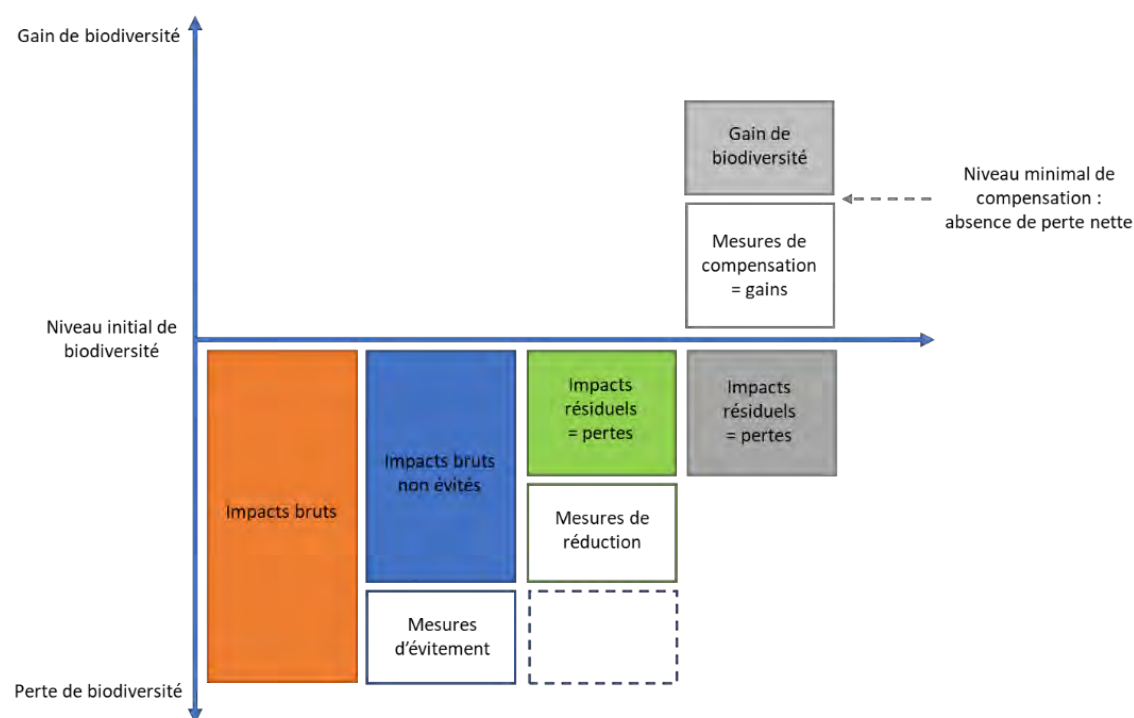 Gain de biodiversité
Gain de
biodiversité
Niveau minimal de
compensation :
absence de perte nette
Mesures de
compensation
= gains
Niveau initial de
biodiversité
Impacts bruts
Impacts bruts
non évités
Mesures
d'évitement
Impacts
résiduels
= pertes
Mesures de
réduction
Impacts
résiduels
= pertes
Perte de biodiversité